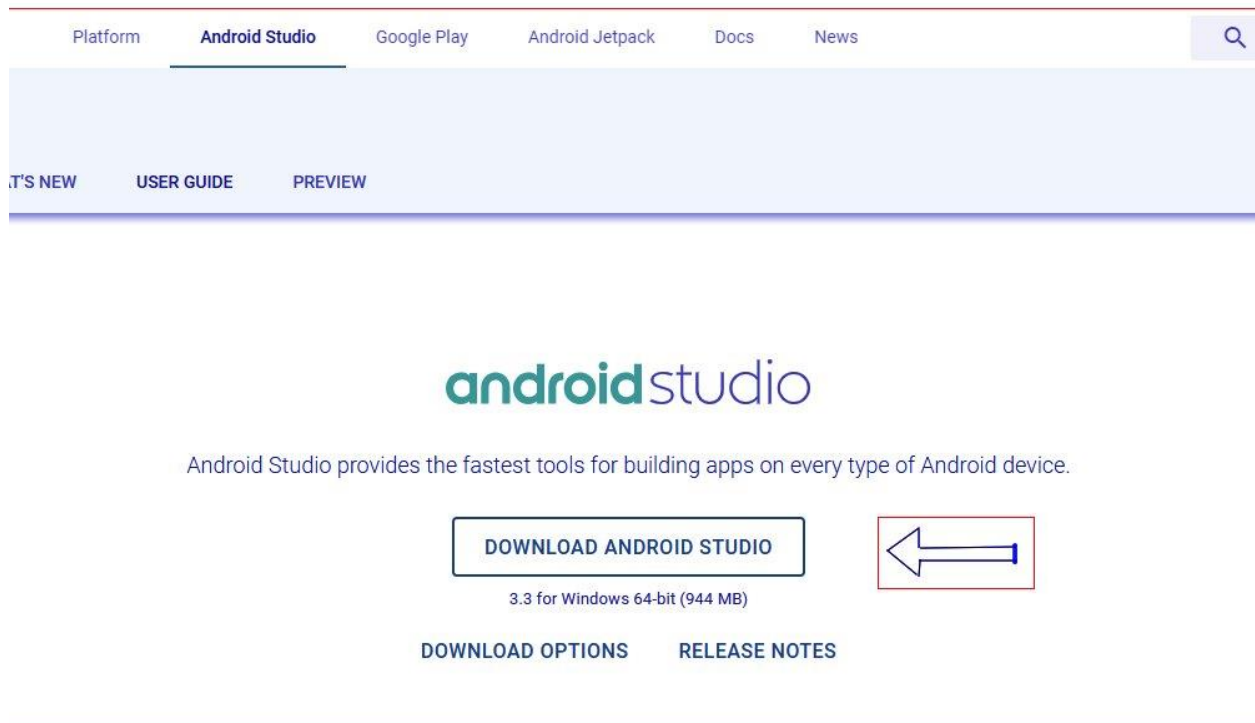 Platform Android Studio Google Play Android Jetpack Docs News
T'S NEW USER GUIDE PREVIEW
androidstudio
Android Studio provides the fastest tools for building apps on every type of Android device.
DOWNLOAD ANDROID STUDIO
3.3 for Windows 64-bit (944 MB)
DOWNLOAD OPTIONS RELEASE NOTES